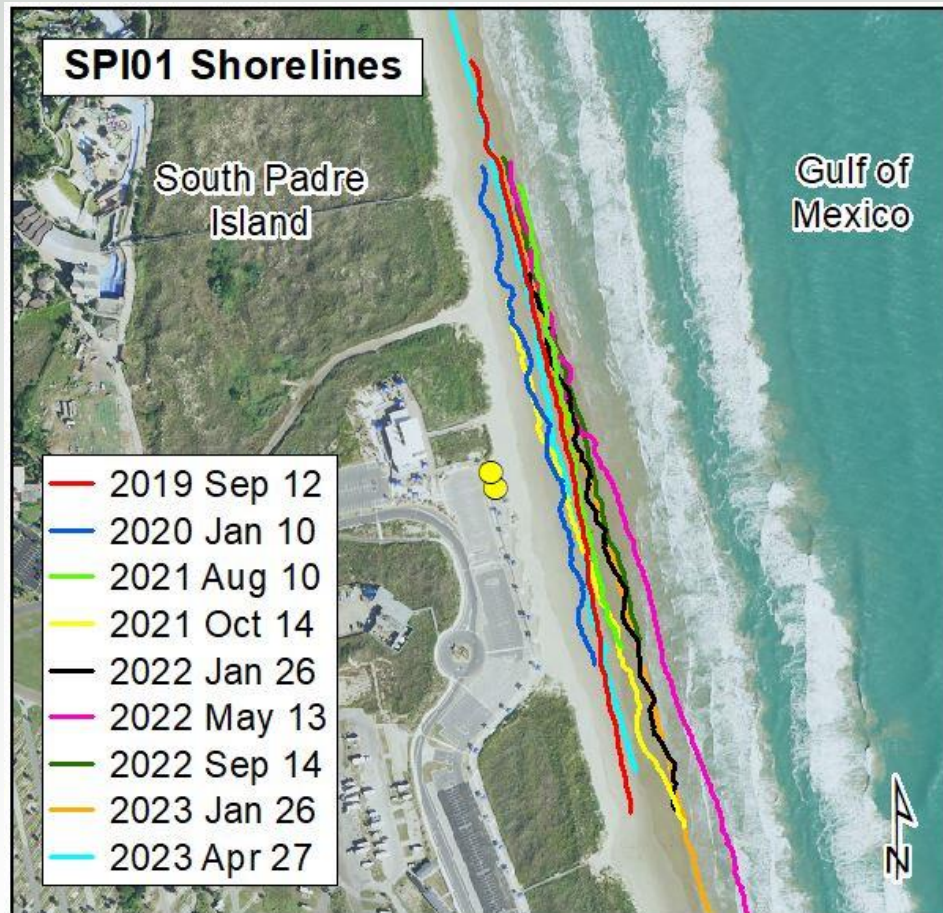 SPI01 Shorelines
South Padre
Island
Gulf of
Mexico
2019 Sep 12
2020 Jan 10
2021 Aug 10
2021 Oct 14
2022 Jan 26
2022 May 13
2022 Sep 14
2023 Jan 26
2023 Apr 27
N